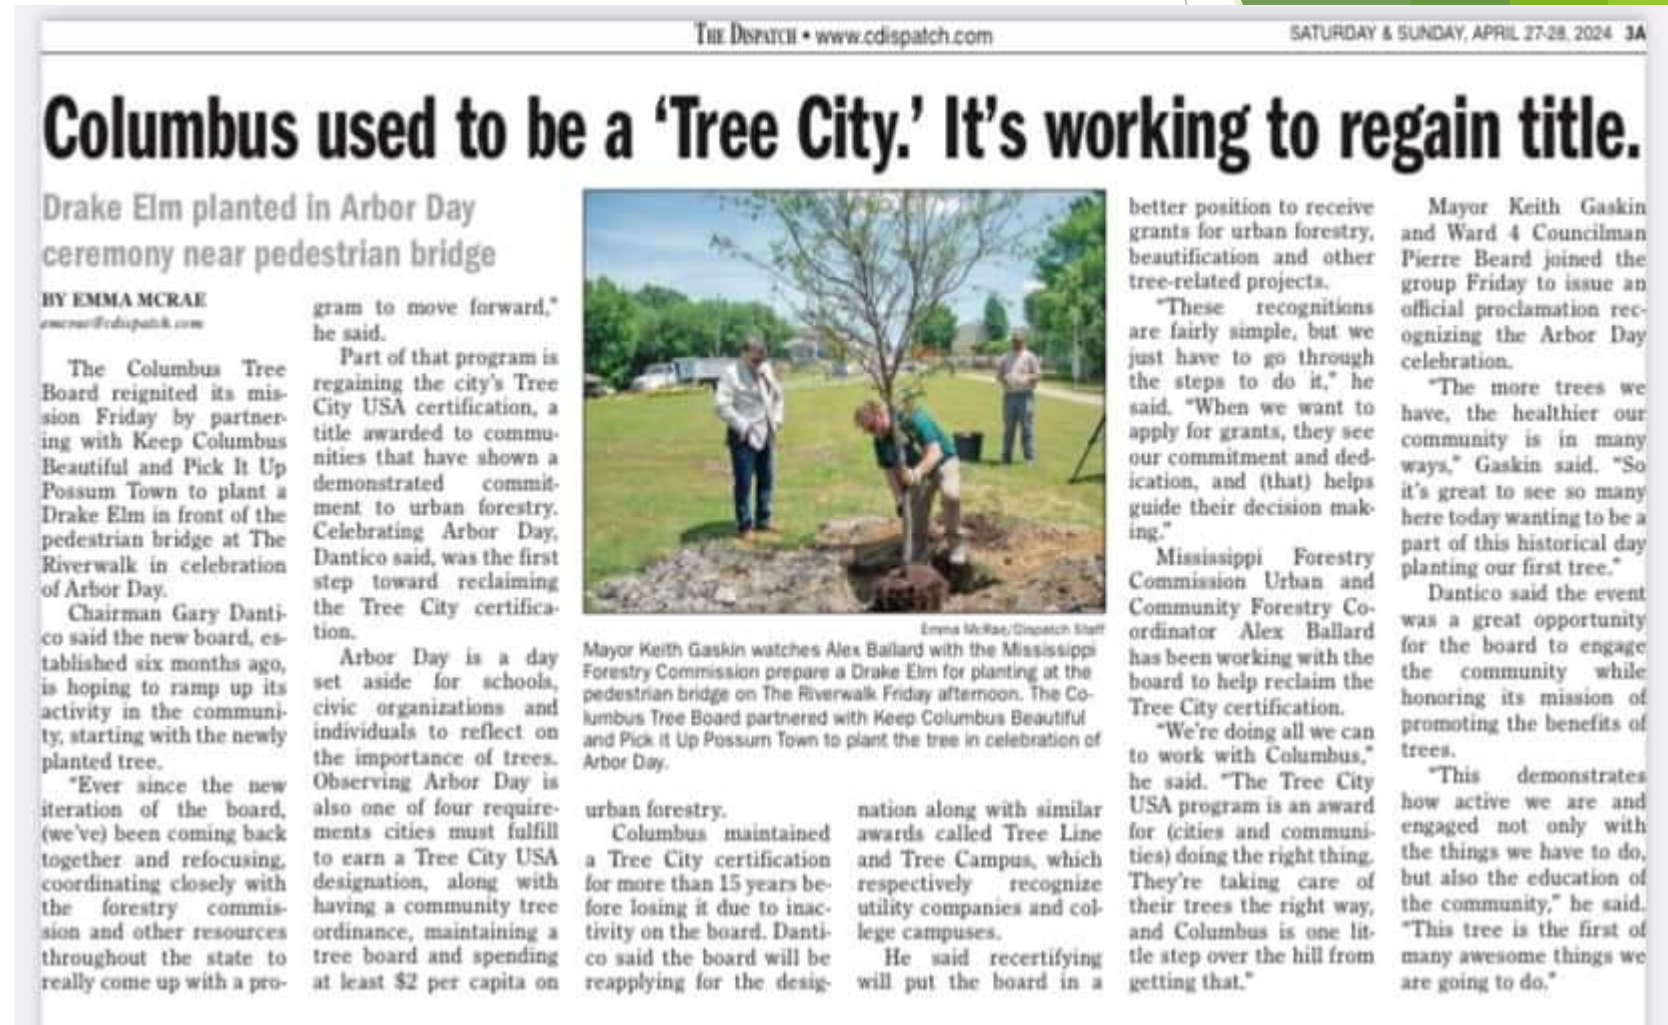 THE DISPATCH • www.cdispatch.com
SATURDAY & SUNDAY, APRIL 27-28, 2024 3A
Columbus used to be a ‘Tree City.’ It’s working to regain title.
Drake Elm planted in Arbor Day
ceremony near pedestrian bridge
BY EMMA MCRAE
emcrae@cdispatch.com
The Columbus Tree
Board reignited its mis-
sion Friday by partner-
ing with Keep Columbus
Beautiful and Pick It Up
Possum Town to plant a
Drake Elm in front of the
pedestrian bridge at The
Riverwalk in celebration
of Arbor Day.
Chairman Gary Danti-
co said the new board, es-
tablished six months ago,
is hoping to ramp up its
activity in the communi-
ty, starting with the newly
planted tree.
“Ever since the new
iteration of the board,
(we’ve) been coming back
together and refocusing,
coordinating closely with
the forestry commis-
sion and other resources
throughout the state to
really come up with a pro-
gram to move forward,”
he said.
Part of that program is
regaining the city’s Tree
City USA certification, a
title awarded to commu-
nities that have shown a
demonstrated commit-
ment to urban forestry.
Celebrating Arbor Day,
Dantico said, was the first
step toward reclaiming
the Tree City certifica-
tion.
Arbor Day is a day
set aside for schools,
civic organizations and
individuals to reflect on
the importance of trees.
Observing Arbor Day is
also one of four require-
ments cities must fulfill
to earn a Tree City USA
designation, along with
having a community tree
ordinance, maintaining a
tree board and spending
at least $2 per capita on
Emma McRae/Dispatch Staff
Mayor Keith Gaskin watches Alex Ballard with the Mississippi
Forestry Commission prepare a Drake Elm for planting at the
pedestrian bridge on The Riverwalk Friday afternoon. The Co-
lumbus Tree Board partnered with Keep Columbus Beautiful
and Pick it Up Possum Town to plant the tree in celebration of
Arbor Day.
urban forestry.
Columbus maintained
a Tree City certification
for more than 15 years be-
fore losing it due to inac-
tivity on the board. Danti-
co said the board will be
reapplying for the desig-
nation along with similar
awards called Tree Line
and Tree Campus, which
respectively recognize
utility companies and col-
lege campuses.
He said recertifying
will put the board in a
better position to receive
grants for urban forestry,
beautification and other
tree-related projects.
“These recognitions
are fairly simple, but we
just have to go through
the steps to do it,” he
said. “When we want to
apply for grants, they see
our commitment and ded-
ication, and (that) helps
guide their decision mak-
ing.”
Mississippi Forestry
Commission Urban and
Community Forestry Co-
ordinator Alex Ballard
has been working with the
board to help reclaim the
Tree City certification.
“We’re doing all we can
to work with Columbus,”
he said. “The Tree City
USA program is an award
for (cities and communi-
ties) doing the right thing.
They’re taking care of
their trees the right way,
and Columbus is one lit-
tle step over the hill from
getting that.”
Mayor Keith Gaskin
and Ward 4 Councilman
Pierre Beard joined the
group Friday to issue an
official proclamation rec-
ognizing the Arbor Day
celebration.
“The more trees we
have, the healthier our
community is in many
ways,” Gaskin said. “So
it’s great to see so many
here today wanting to be a
part of this historical day
planting our first tree.”
Dantico said the event
was a great opportunity
for the board to engage
the community while
honoring its mission of
promoting the benefits of
trees.
“This demonstrates
how active we are and
engaged not only with
the things we have to do,
but also the education of
the community,” he said.
“This tree is the first of
many awesome things we
are going to do.”